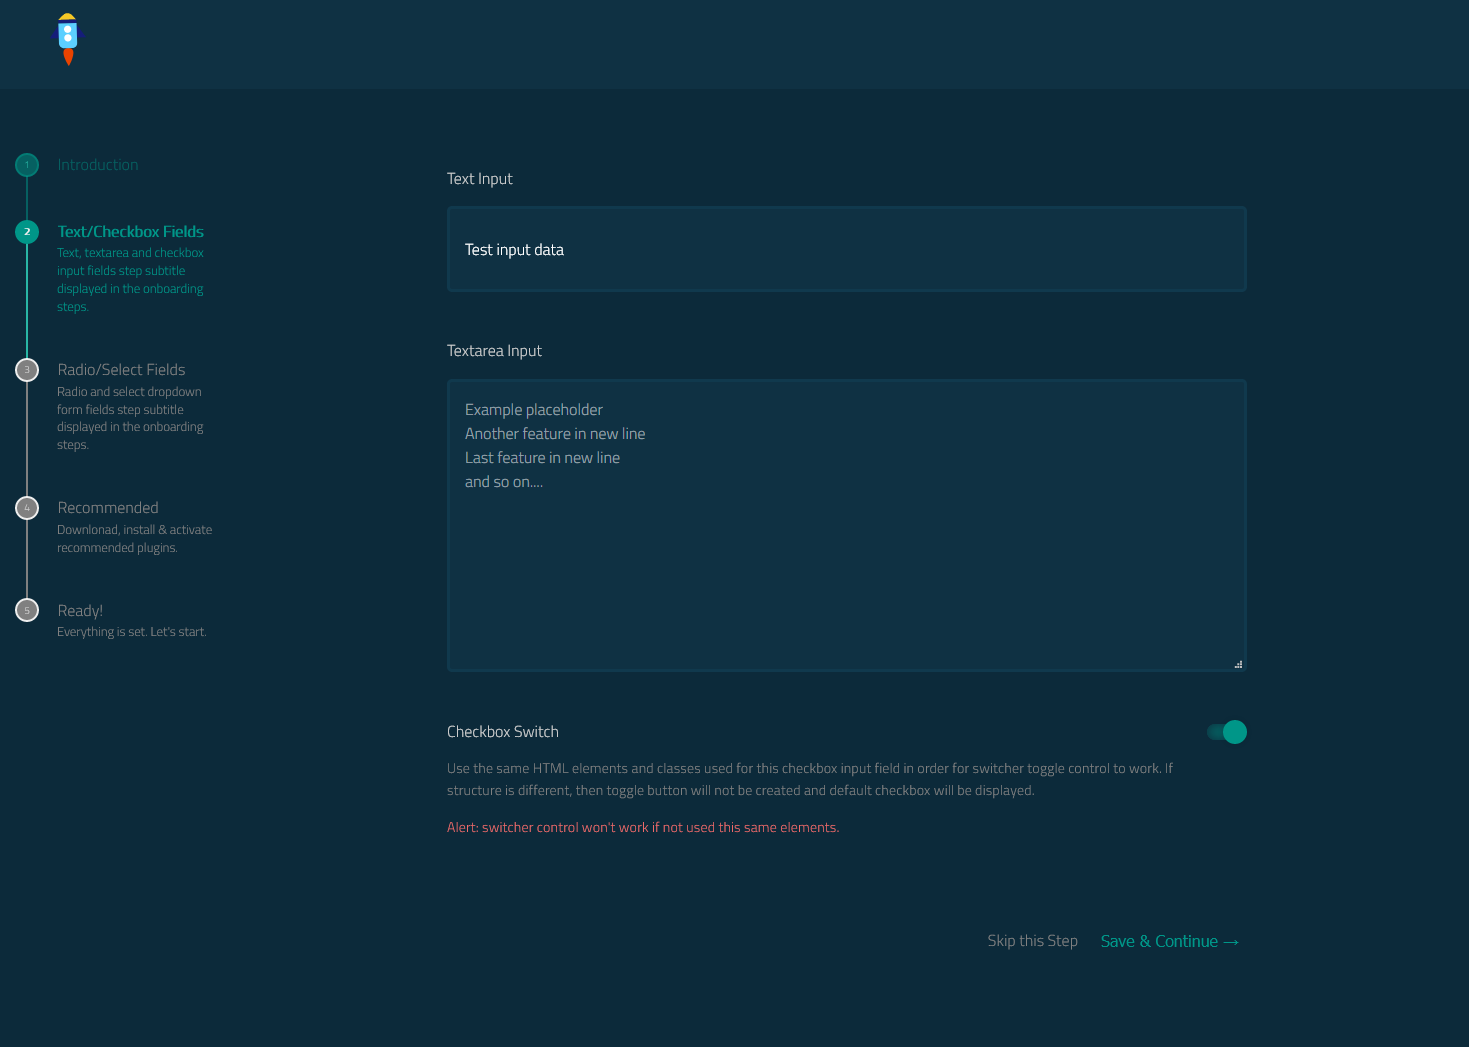 1
Introduction
2
Text/Checkbox Fields
Text, textarea and checkbox
input fields step subtitle
displayed in the onboarding
steps.
3
Radio/Select Fields
Radio and select dropdown
form fields step subtitle
displayed in the onboarding
steps.
4
Recommended
Downlonad, install & activate
recommended plugins.
5
Ready!
Everything is set. Let's start.
Text Input
Test input data
Textarea Input
Example placeholder
Another feature in new line
Last feature in new line
and so on....
Checkbox Switch
Use the same HTML elements and classes used for this checkbox input field in order for switcher toggle control to work. If
structure is different, then toggle button will not be created and default checkbox will be displayed.
Alert: switcher control won't work if not used this same elements.
Skip this Step
Save & Continue →